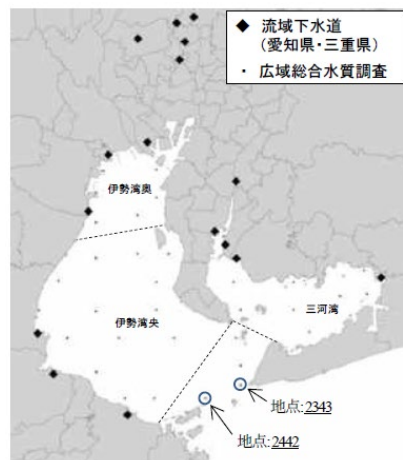 ◆ 流域下水道
(愛知県・三重県)
・ 広域総合水質調査
伊勢湾奥
伊勢湾央
三河湾
地点:2343
地点:2442